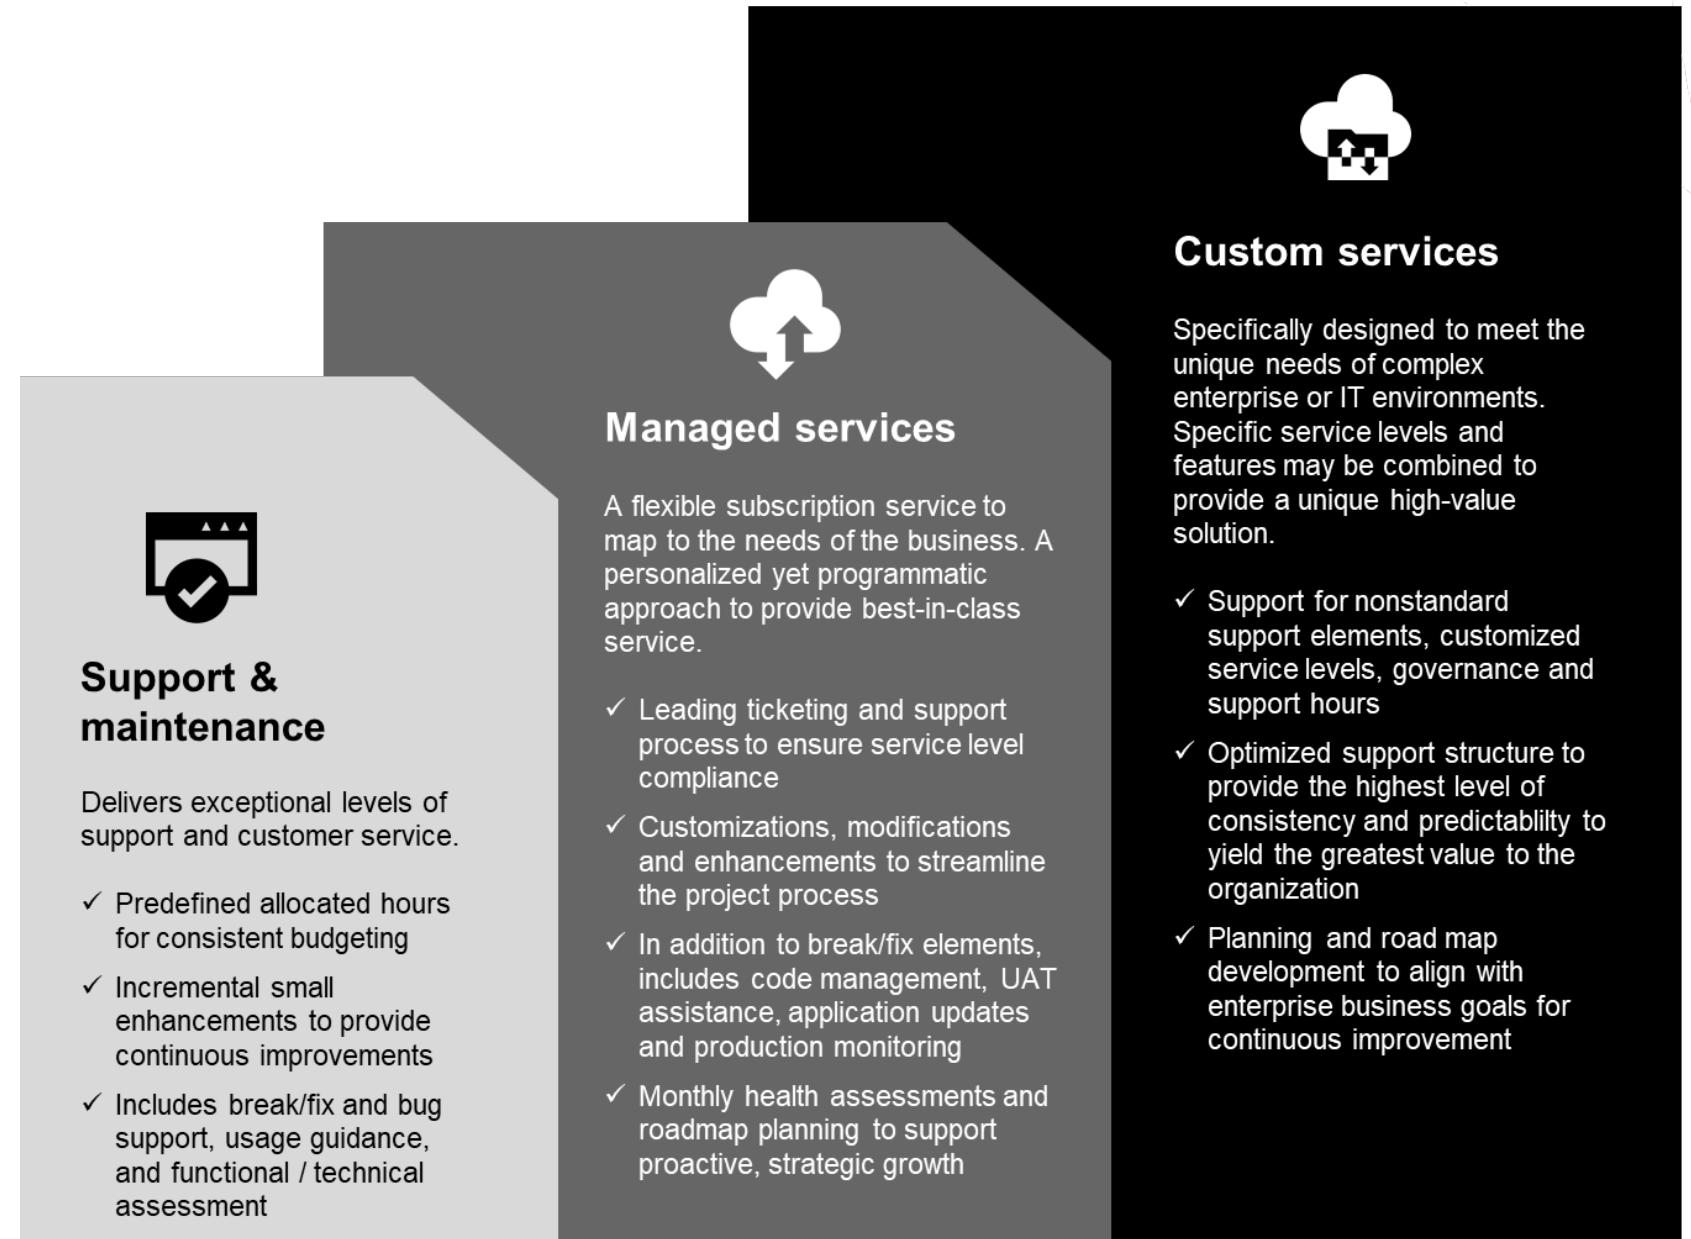 Support &
maintenance
Delivers exceptional levels of
support and customer service.
✓ Predefined allocated hours
for consistent budgeting
✓ Incremental small
enhancements to provide
continuous improvements
✓ Includes break/fix and bug
support, usage guidance,
and functional / technical
assessment
Managed services
A flexible subscription service to
map to the needs of the business. A
personalized yet programmatic
approach to provide best-in-class
service.
✓ Leading ticketing and support
process to ensure service level
compliance
✓ Customizations, modifications
and enhancements to streamline
the project process
✓ In addition to break/fix elements,
includes code management, UAT
assistance, application updates
and production monitoring
✓ Monthly health assessments and
roadmap planning to support
proactive, strategic growth
Custom services
Specifically designed to meet the
unique needs of complex
enterprise or IT environments.
Specific service levels and
features may be combined to
provide a unique high-value
solution.
✓ Support for nonstandard
support elements, customized
service levels, governance and
support hours
✓ Optimized support structure to
provide the highest level of
consistency and predictablilty to
yield the greatest value to the
organization
✓ Planning and road map
development to align with
enterprise business goals for
continuous improvement